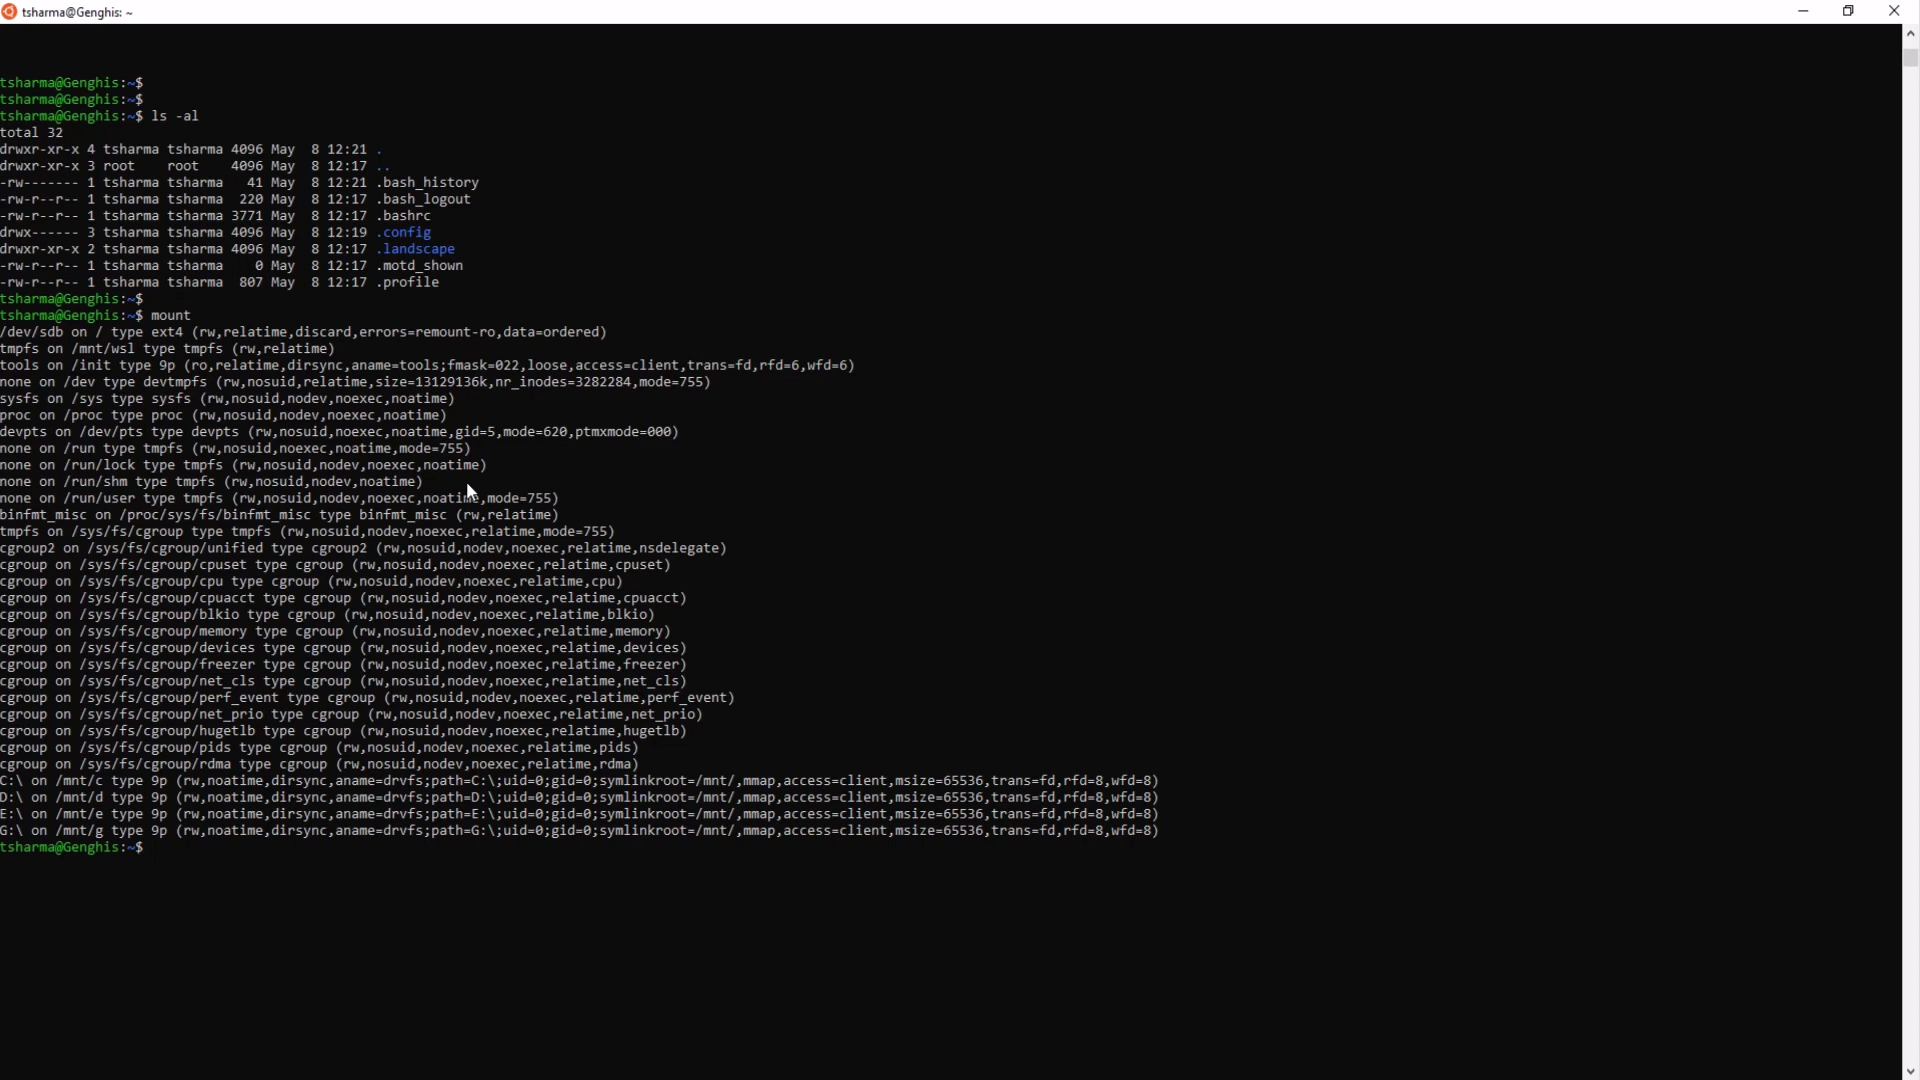 tsharma@Genghis: ~
tsharma@Genghis:~$
tsharma@Genghis:~$
tsharma@Genghis:~$ ls -al
total 32
drwxr-xr-x 4 tsharma tsharma 4096 May  8 12:21 .
drwxr-xr-x 3 root    root    4096 May  8 12:17 ..
-rw------- 1 tsharma tsharma   41 May  8 12:21 .bash_history
-rw-r--r-- 1 tsharma tsharma  220 May  8 12:17 .bash_logout
-rw-r--r-- 1 tsharma tsharma 3771 May  8 12:17 .bashrc
drwx------ 3 tsharma tsharma 4096 May  8 12:19 .config
drwxr-xr-x 2 tsharma tsharma 4096 May  8 12:17 .landscape
-rw-r--r-- 1 tsharma tsharma    0 May  8 12:17 .motd_shown
-rw-r--r-- 1 tsharma tsharma  807 May  8 12:17 .profile
tsharma@Genghis:~$
tsharma@Genghis:~$ mount
/dev/sdb on / type ext4 (rw,relatime,discard,errors=remount-ro,data=ordered)
tmpfs on /mnt/wsl type tmpfs (rw,relatime)
tools on /init type 9p (ro,relatime,dirsync,aname=tools;fmask=022,loose,access=client,trans=fd,rfd=6,wfd=6)
none on /dev type devtmpfs (rw,nosuid,relatime,size=13129136k,nr_inodes=3282284,mode=755)
sysfs on /sys type sysfs (rw,nosuid,nodev,noexec,noatime)
proc on /proc type proc (rw,nosuid,nodev,noexec,noatime)
devpts on /dev/pts type devpts (rw,nosuid,noexec,noatime,gid=5,mode=620,ptmxmode=000)
none on /run type tmpfs (rw,nosuid,noexec,noatime,mode=755)
none on /run/lock type tmpfs (rw,nosuid,nodev,noexec,noatime)
none on /run/shm type tmpfs (rw,nosuid,nodev,noatime)
none on /run/user type tmpfs (rw,nosuid,nodev,noexec,noatime,mode=755)
binfmt_misc on /proc/sys/fs/binfmt_misc type binfmt_misc (rw,relatime)
tmpfs on /sys/fs/cgroup type tmpfs (rw,nosuid,nodev,noexec,relatime,mode=755)
cgroup2 on /sys/fs/cgroup/unified type cgroup2 (rw,nosuid,nodev,noexec,relatime,nsdelegate)
cgroup on /sys/fs/cgroup/cpuset type cgroup (rw,nosuid,nodev,noexec,relatime,cpuset)
cgroup on /sys/fs/cgroup/cpu type cgroup (rw,nosuid,nodev,noexec,relatime,cpu)
cgroup on /sys/fs/cgroup/cpuacct type cgroup (rw,nosuid,nodev,noexec,relatime,cpuacct)
cgroup on /sys/fs/cgroup/blkio type cgroup (rw,nosuid,nodev,noexec,relatime,blkio)
cgroup on /sys/fs/cgroup/memory type cgroup (rw,nosuid,nodev,noexec,relatime,memory)
cgroup on /sys/fs/cgroup/devices type cgroup (rw,nosuid,nodev,noexec,relatime,devices)
cgroup on /sys/fs/cgroup/freezer type cgroup (rw,nosuid,nodev,noexec,relatime,freezer)
cgroup on /sys/fs/cgroup/net_cls type cgroup (rw,nosuid,nodev,noexec,relatime,net_cls)
cgroup on /sys/fs/cgroup/perf_event type cgroup (rw,nosuid,nodev,noexec,relatime,perf_event)
cgroup on /sys/fs/cgroup/net_prio type cgroup (rw,nosuid,nodev,noexec,relatime,net_prio)
cgroup on /sys/fs/cgroup/hugetlb type cgroup (rw,nosuid,nodev,noexec,relatime,hugetlb)
cgroup on /sys/fs/cgroup/pids type cgroup (rw,nosuid,nodev,noexec,relatime,pids)
cgroup on /sys/fs/cgroup/rdma type cgroup (rw,nosuid,nodev,noexec,relatime,rdma)
C:\ on /mnt/c type 9p (rw,noatime,dirsync,aname=drvfs;path=C:\;uid=0;gid=0;symlinkroot=/mnt/,mmap,access=client,msize=65536,trans=fd,rfd=8,wfd=8)
D:\ on /mnt/d type 9p (rw,noatime,dirsync,aname=drvfs;path=D:\;uid=0;gid=0;symlinkroot=/mnt/,mmap,access=client,msize=65536,trans=fd,rfd=8,wfd=8)
E:\ on /mnt/e type 9p (rw,noatime,dirsync,aname=drvfs;path=E:\;uid=0;gid=0;symlinkroot=/mnt/,mmap,access=client,msize=65536,trans=fd,rfd=8,wfd=8)
G:\ on /mnt/g type 9p (rw,noatime,dirsync,aname=drvfs;path=G:\;uid=0;gid=0;symlinkroot=/mnt/,mmap,access=client,msize=65536,trans=fd,rfd=8,wfd=8)
tsharma@Genghis:~$